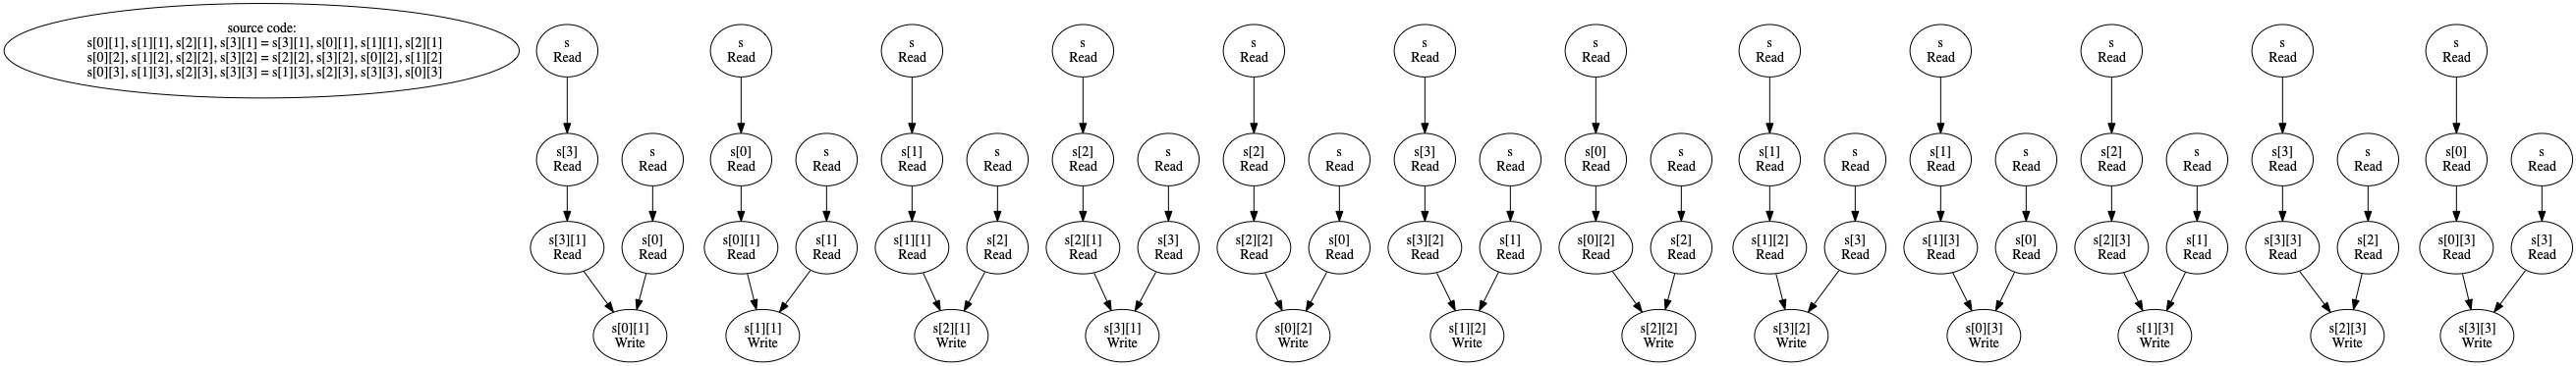 source code:
s[0][1], s[1][1], s[2][1], s[3][1] = s[3][1], s[0][1], s[1][1], s[2][1]
s[0][2], s[1][2], s[2][2], s[3][2] = s[2][2], s[3][2], s[0][2], s[1][2]
s[0][3], s[1][3], s[2][3], s[3][3] = s[1][3], s[2][3], s[3][3], s[0][3]
s
Read
s
Read
s
Read
s
Read
s
Read
s
Read
s
Read
s
Read
s
Read
s
Read
s
Read
s
Read
s[3]
Read
s
Read
s[0]
Read
s
Read
s[1]
Read
s
Read
s[2]
Read
s
Read
s[2]
Read
s
Read
s[3]
Read
s
Read
s[0]
Read
s
Read
s[1]
Read
s
Read
s[1]
Read
s
Read
s[2]
Read
s
Read
s[3]
Read
s
Read
s[0]
Read
s
Read
s[3][1]
Read
s[0]
Read
s[0][1]
Read
s[1]
Read
s[1][1]
Read
s[2]
Read
s[2][1]
Read
s[3]
Read
s[2][2]
Read
s[0]
Read
s[3][2]
Read
s[1]
Read
s[0][2]
Read
s[2]
Read
s[1][2]
Read
s[3]
Read
s[1][3]
Read
s[0]
Read
s[2][3]
Read
s[1]
Read
s[3][3]
Read
s[2]
Read
s[0][3]
Read
s[3]
Read
s[0][1]
Write
s[1][1]
Write
s[2][1]
Write
s[3][1]
Write
s[0][2]
Write
s[1][2]
Write
s[2][2]
Write
s[3][2]
Write
s[0][3]
Write
s[1][3]
Write
s[2][3]
Write
s[3][3]
Write